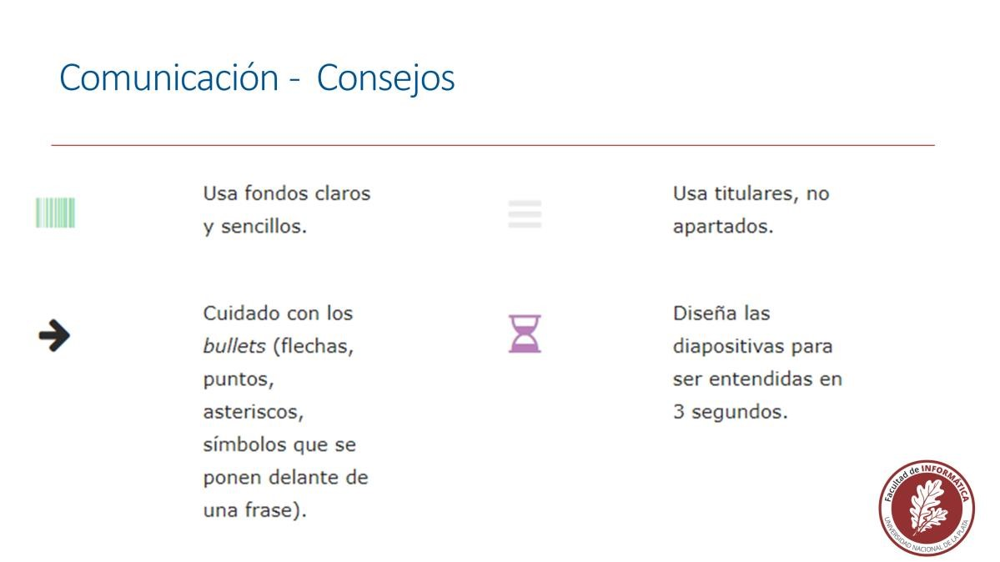 Comunicación - Consejos
Usa fondos claros
y sencillos.
Usa titulares, no
apartados.
Cuidado con los
bullets (flechas,
puntos,
asteriscos,
símbolos que se
ponen delante de
una frase).
Diseña las
diapositivas para
ser entendidas en
3 segundos.
Facultad de INFORMÁTICA
UNIVERSIDAD NACIONAL DE LA PLATA